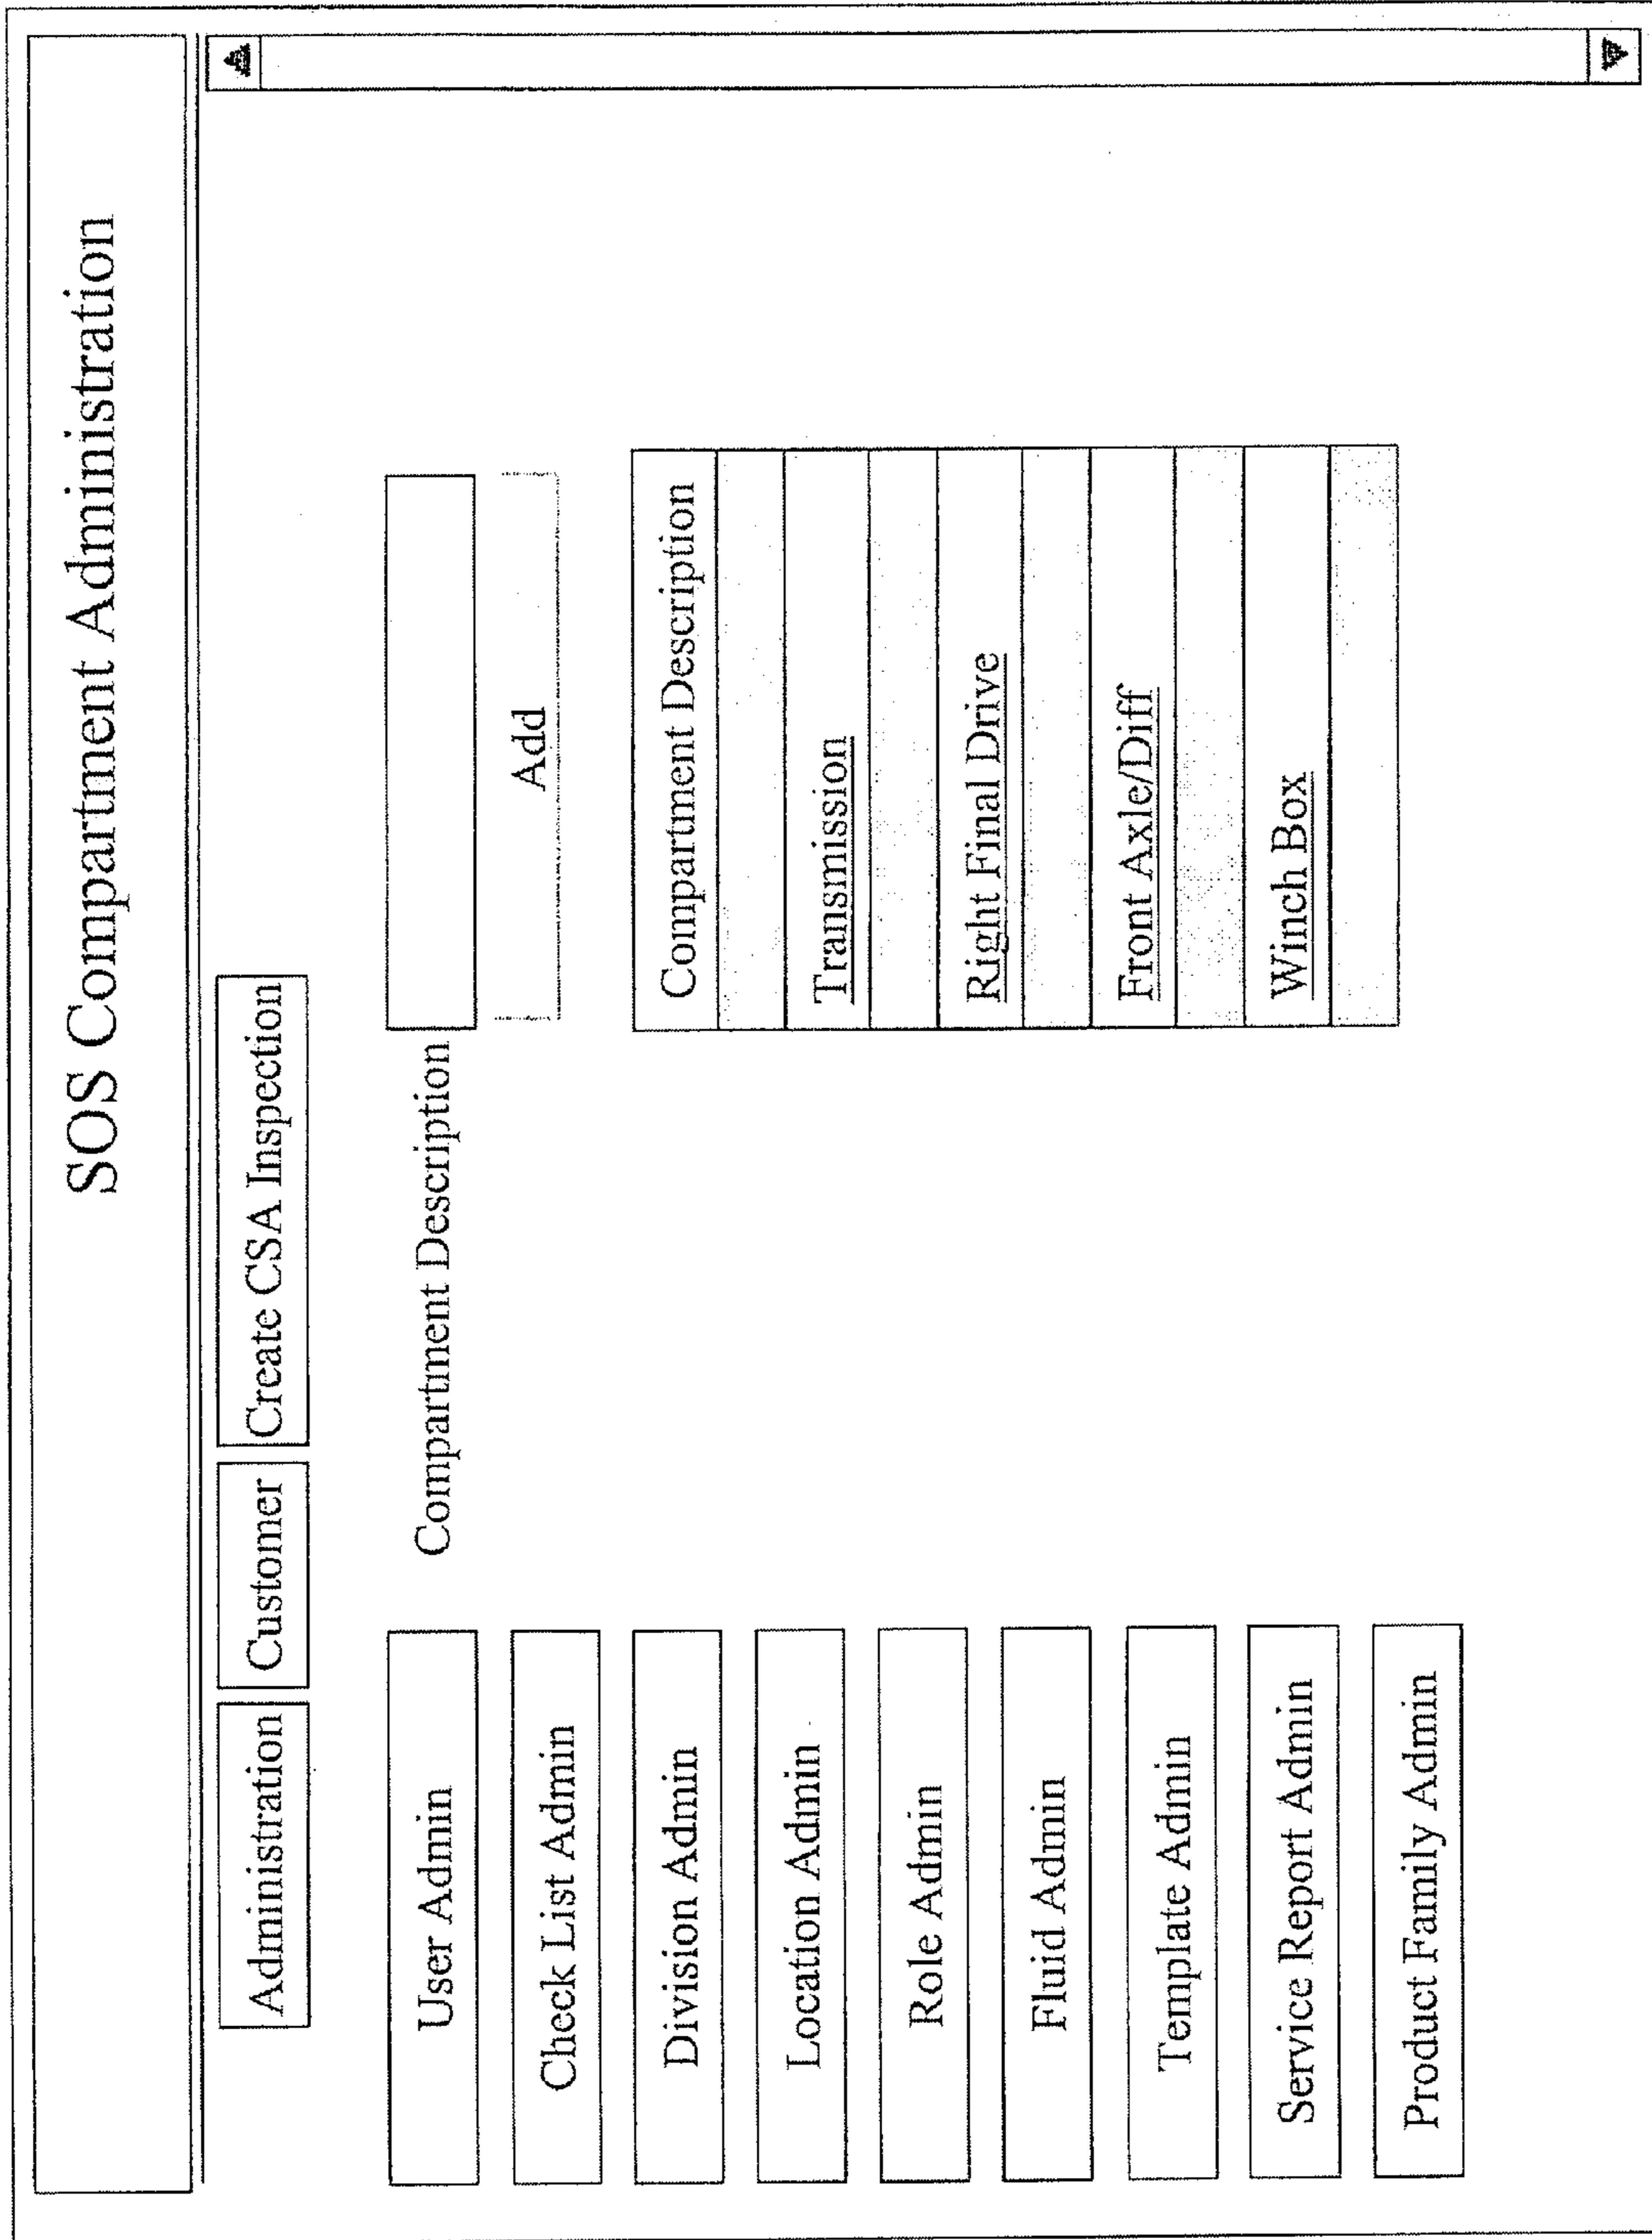 SOS Compartment Administration
Administration
Customer
Create CSA Inspection
User Admin
Check List Admin
Division Admin
Location Admin
Role Admin
Fluid Admin
Template Admin
Service Report Admin
Product Family Admin
Compartment Description
Add
Compartment Description
Transmission
Right Final Drive
Front Axle/Diff
Winch Box